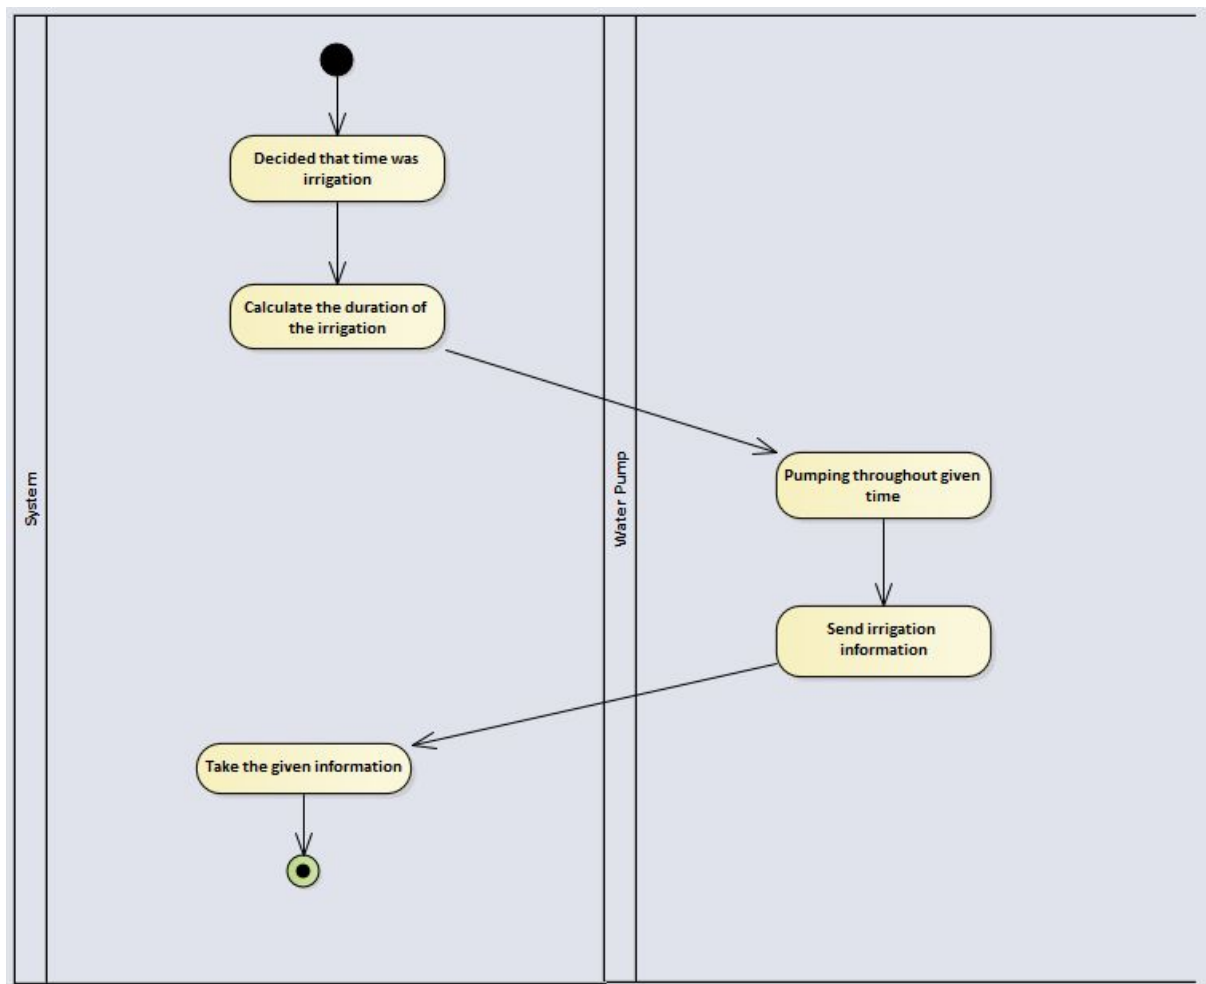 System
Decided that time was
irrigation
Calculate the duration of
the irrigation
Water Pump
Pumping throughout given
time
Send irrigation
information
Take the given information